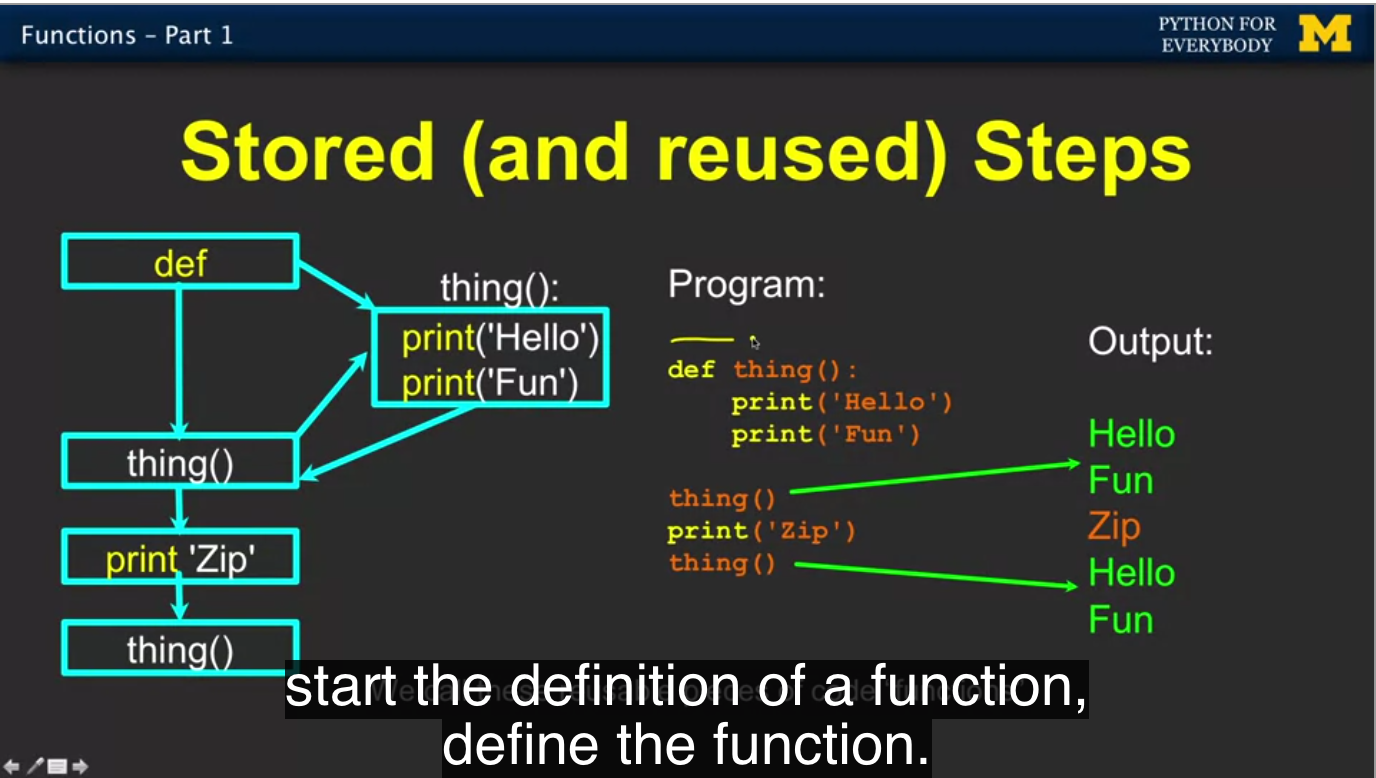 Functions – Part 1
PYTHON FOR
EVERYBODY
M
Stored (and reused) Steps
def
thing():
print('Hello')
print('Fun')
thing()
print 'Zip'
thing()
Program:
def thing():
    print('Hello')
    print('Fun')
thing()
print('Zip')
thing()
Output:
Hello
Fun
Zip
Hello
Fun
start the definition of a function,
define the function.